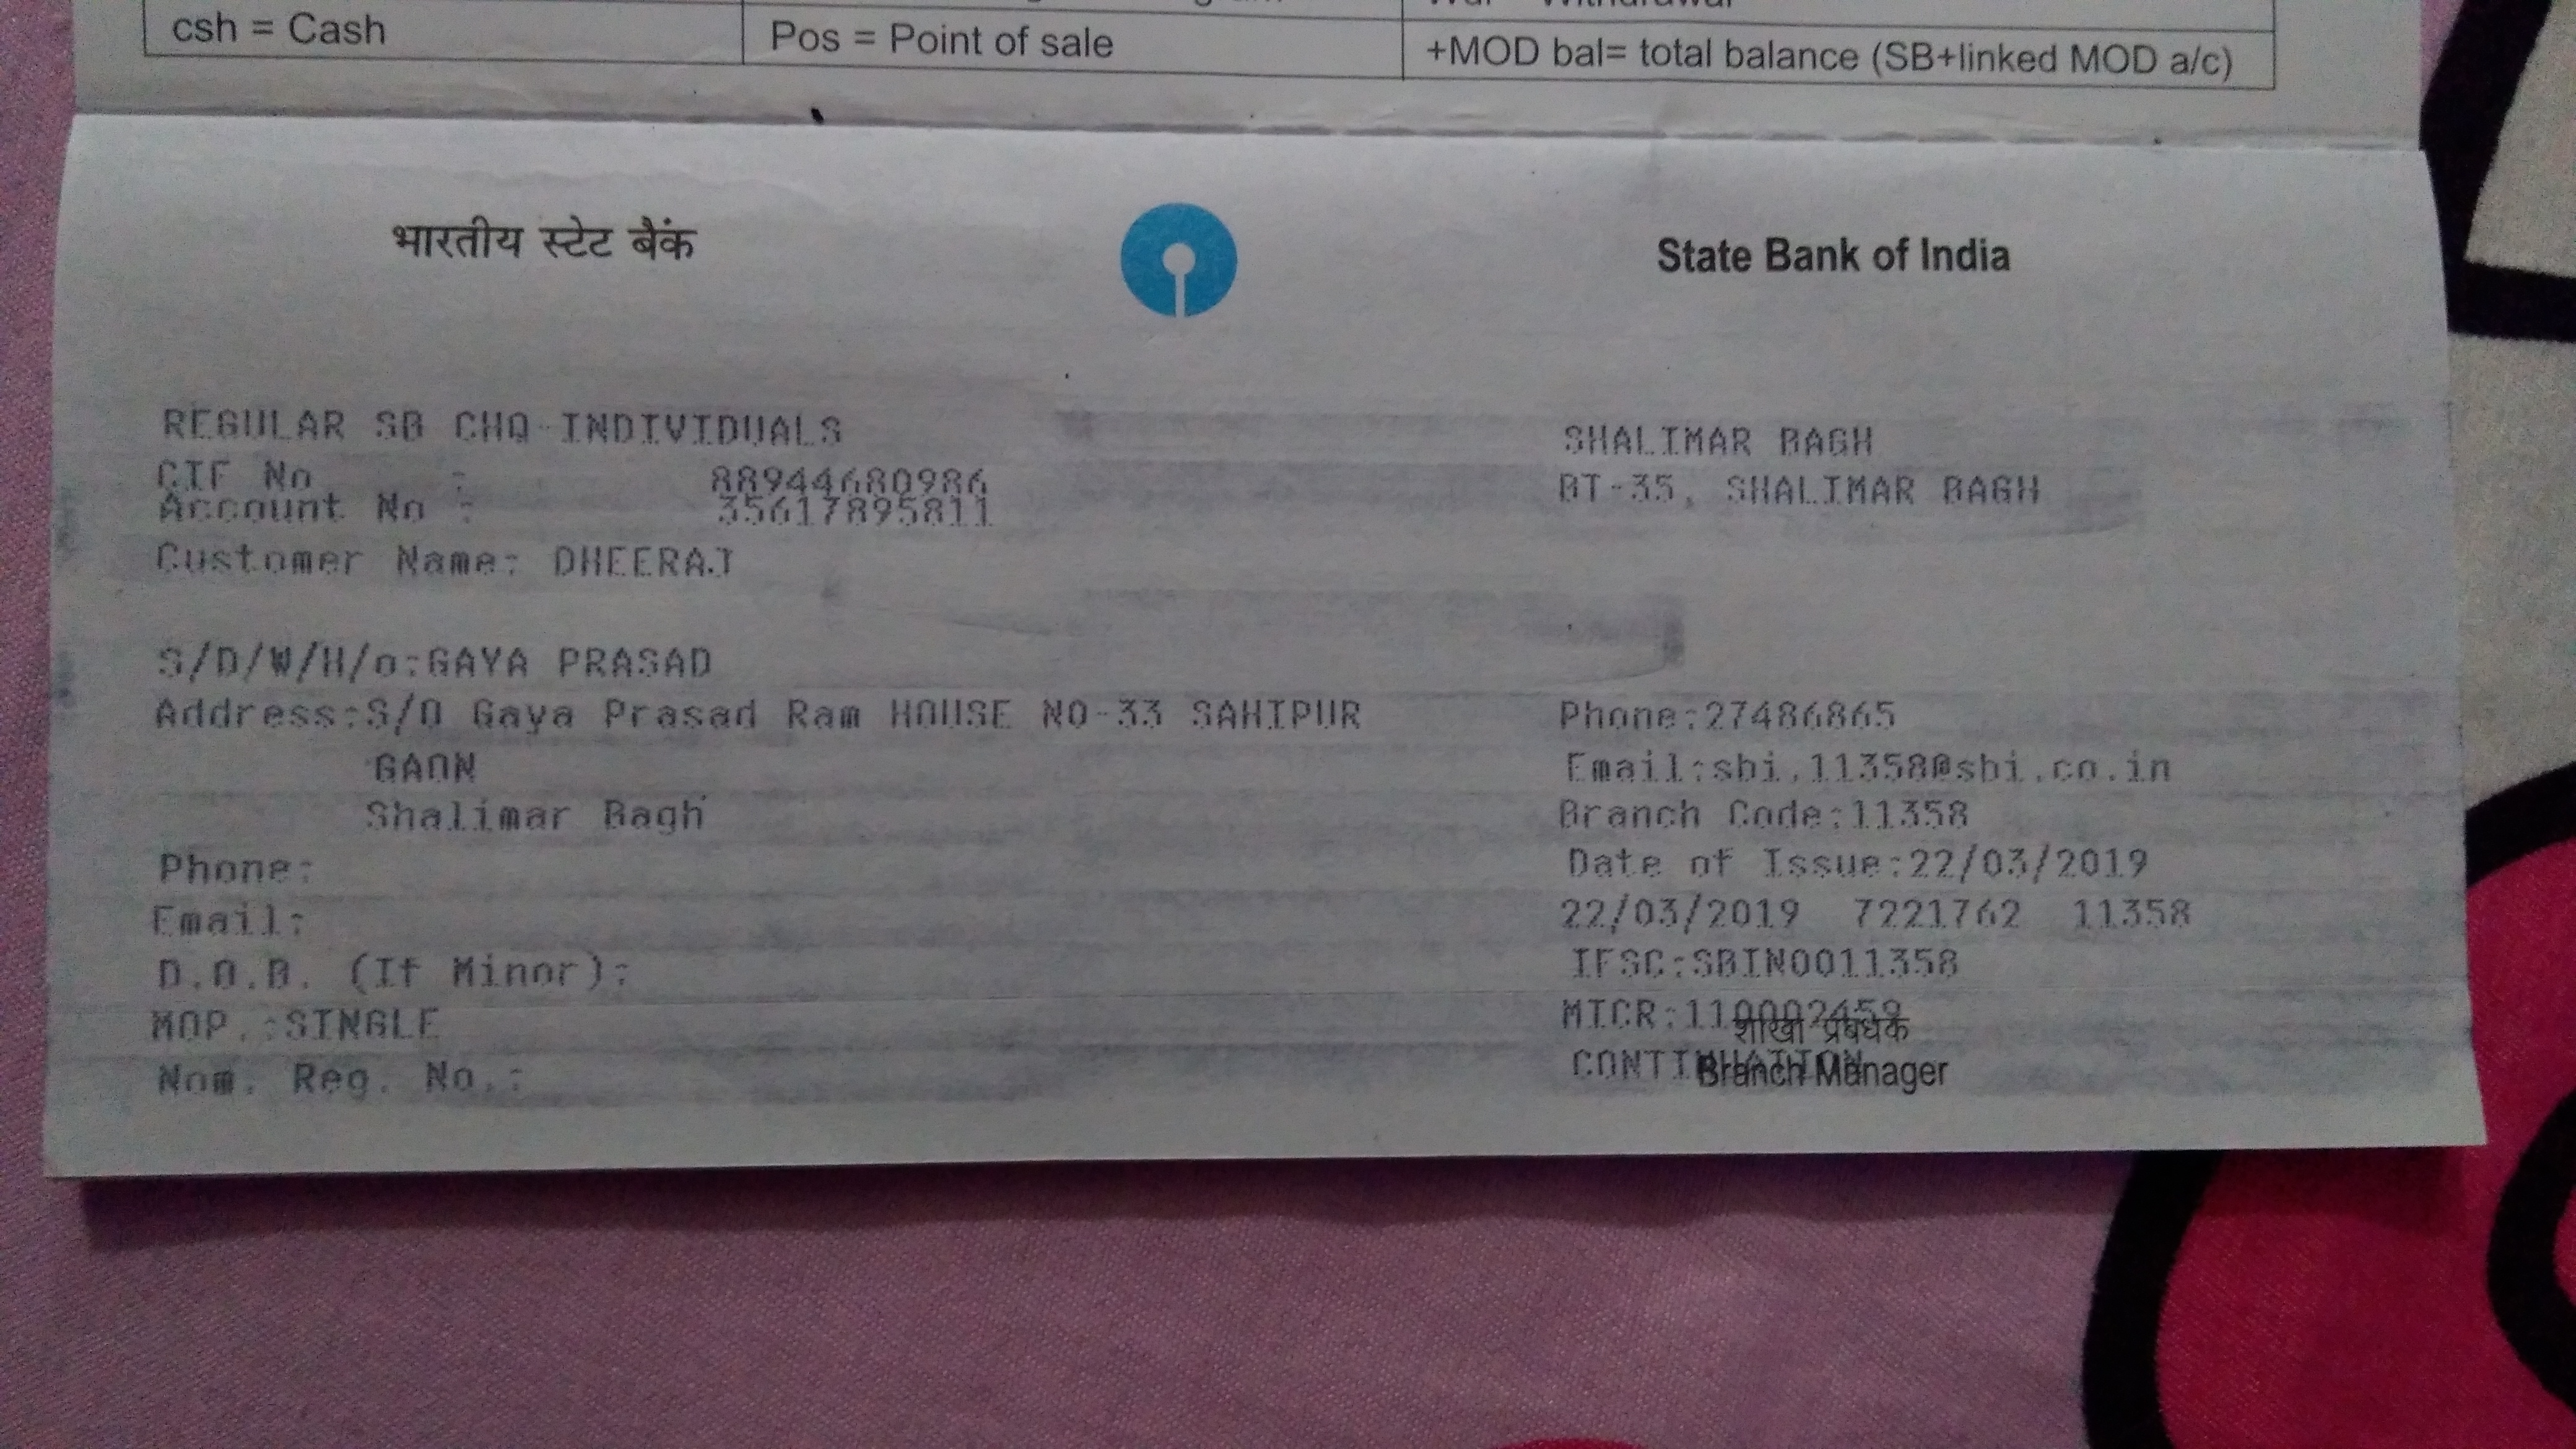 csh = Cash
Pos = Point of sale
+MOD bal= total balance (SB+linked MOD a/c)
भारतीय स्टेट बैंक
State Bank of India
REGULAR SB CHQ-INDIVIDUALS
CIF No : 88944680986
Account No : 35617895811
Customer Name: DHEERAJ
S/D/W/H/o:GAYA PRASAD
Address:S/O Gaya Prasad Ram HOUSE NO-33 SAHIPUR
GAON
Shalimar Bagh
Phone:
Email:
D.O.B. (If Minor):
MOP.:SINGLE
Nom. Reg. No.:
SHALIMAR BAGH
BT-35, SHALIMAR BAGH
Phone:27486865
Email:sbi.11358@sbi.co.in
Branch Code:11358
Date of Issue:22/03/2019
22/03/2019 7221762 11358
IFSC:SBIN0011358
MICR:110002459
शाखा प्रबंधक
CONTINUATION
Branch Manager